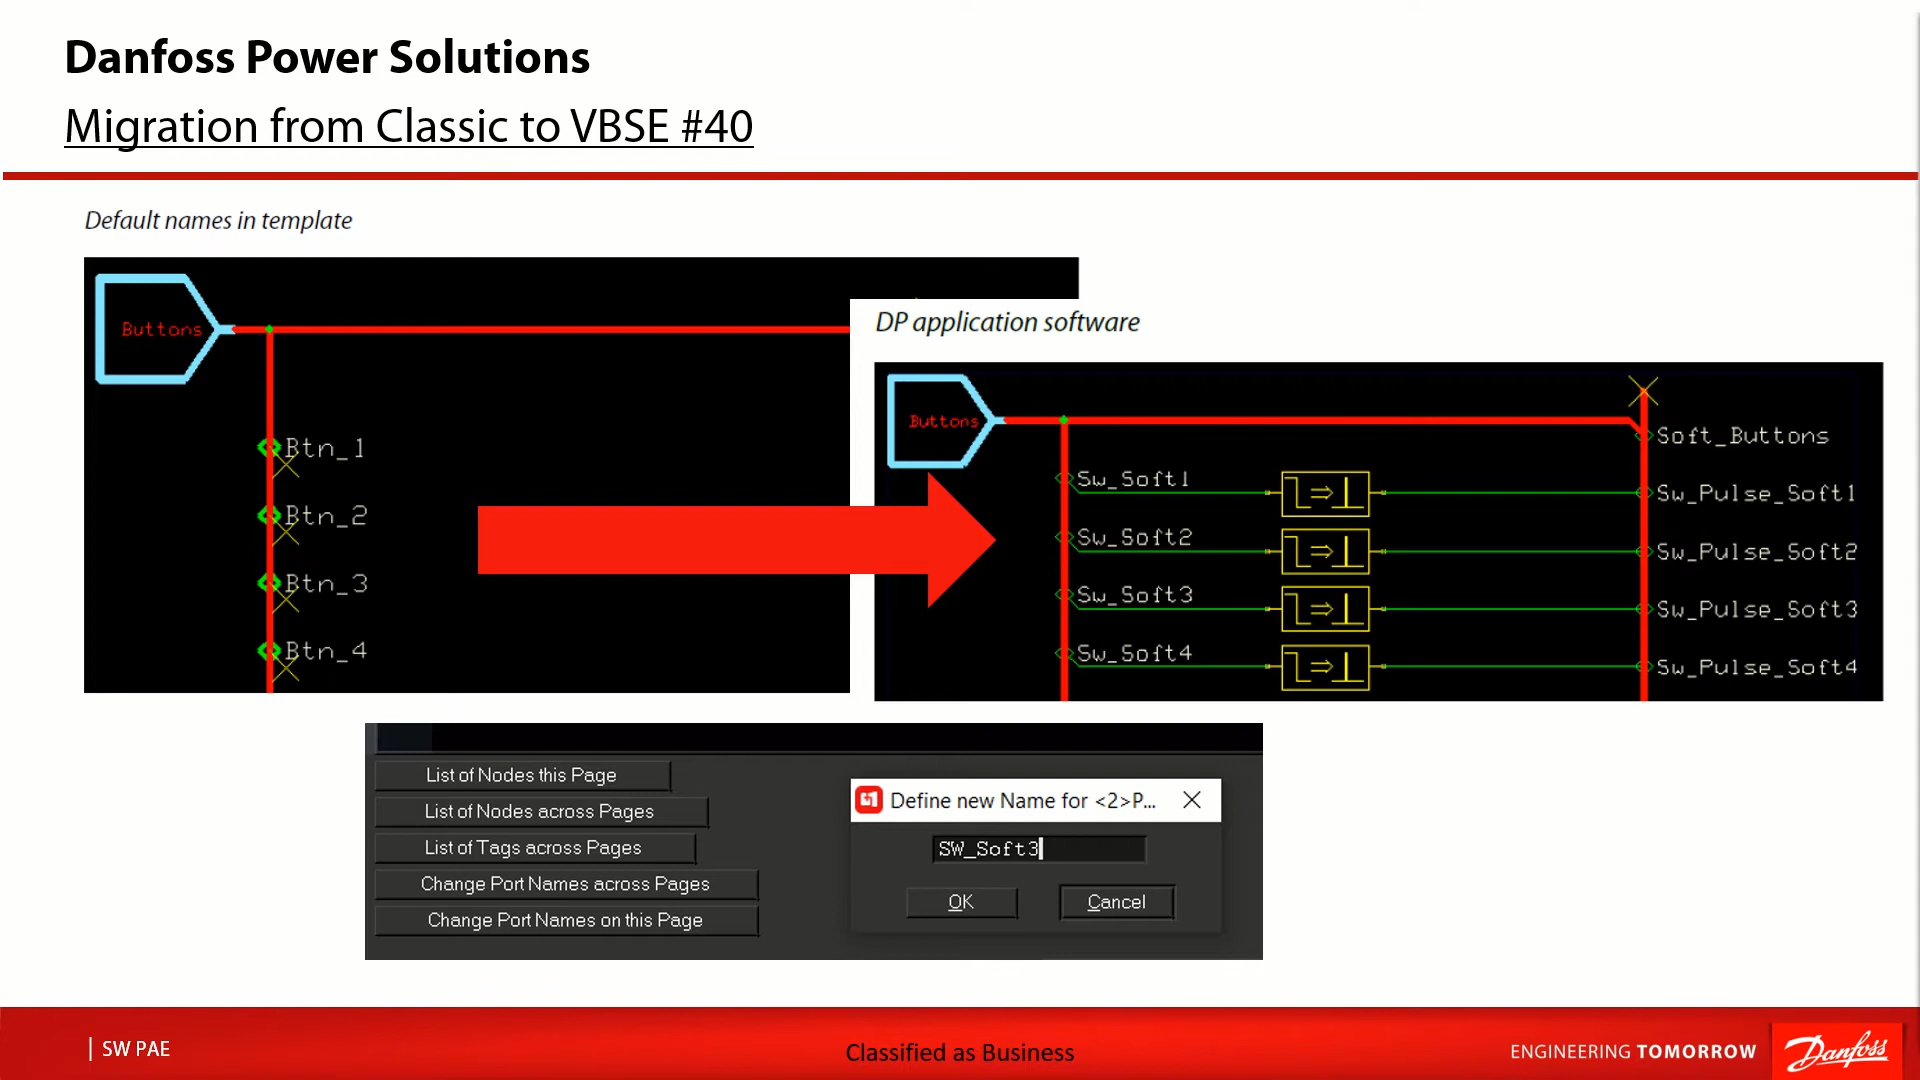 Danfoss Power Solutions
Migration from Classic to VBSE #40
Default names in template
Buttons
Btn_1
Btn_2
Btn_3
Btn_4
DP application software
Buttons
Soft_Buttons
Sw_Soft1
Sw_Pulse_Soft1
Sw_Soft2
Sw_Pulse_Soft2
Sw_Soft3
Sw_Pulse_Soft3
Sw_Soft4
Sw_Pulse_Soft4
List of Nodes this Page
List of Nodes across Pages
List of Tags across Pages
Change Port Names across Pages
Change Port Names on this Page
Define new Name for <2>P...
SW_Soft3
OK
Cancel
SW PAE
Classified as Business
ENGINEERING TOMORROW
Danfoss